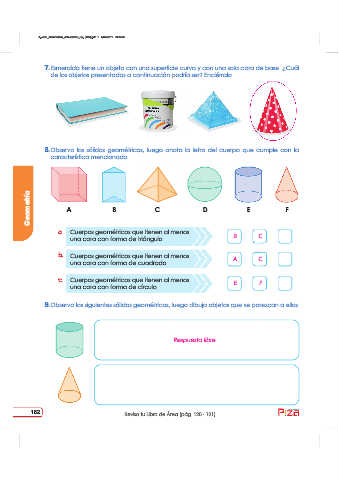 7. Esmeralda tiene un objeto con una superficie curva y con una sola cara de base. ¿Cuál
de los objetos presentados a continuación podría ser? Enciérralo.
8. Observa los sólidos geométricos, luego anota la letra del cuerpo que cumple con la
característica mencionada.
A B C D E F
Geometría
a. Cuerpos geométricos que tienen al menos
una cara con forma de triángulo
B C
b. Cuerpos geométricos que tienen al menos
una cara con forma de cuadrado
A C
c. Cuerpos geométricos que tienen al menos
una cara con forma de círculo
E F
9. Observa los siguientes sólidos geométricos, luego dibuja objetos que se parezcan a ellos.
Respuesta libre
182
Revisa tu Libro de Área (pág. 130 - 131)